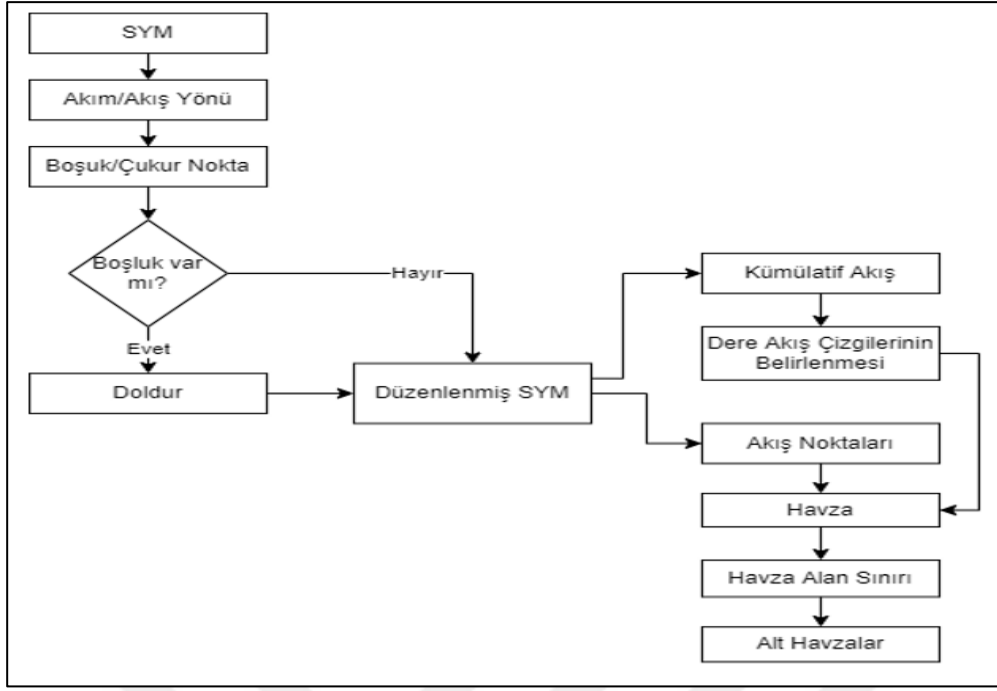 SYM
Akım/Akış Yönü
Boşuk/Çukur Nokta
Boşluk var
mı?
Hayır
Evet
Doldur
Düzenlenmiş SYM
Kümülatif Akış
Dere Akış Çizgilerinin
Belirlenmesi
Akış Noktaları
Havza
Havza Alan Sınırı
Alt Havzalar